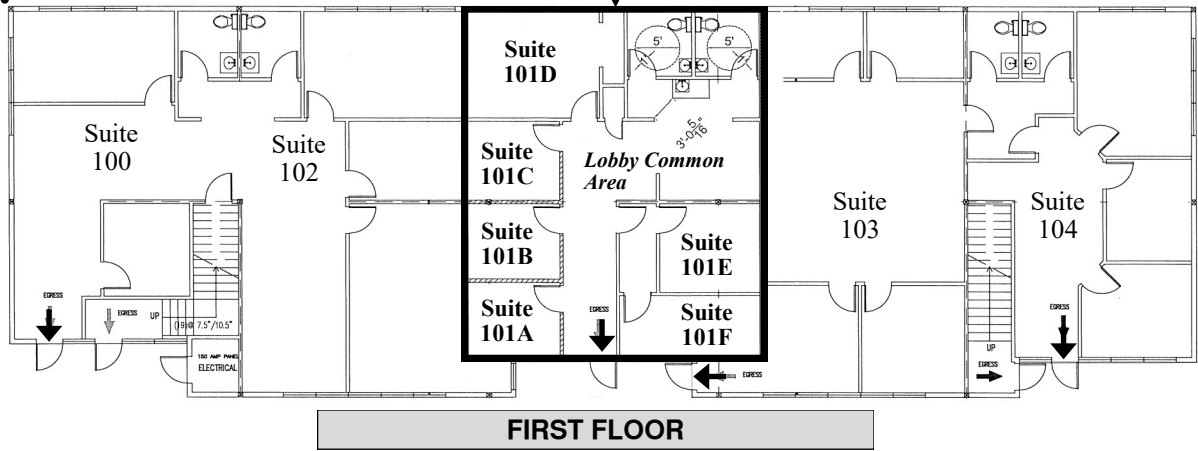 5'
5'
Suite
101D
3'-0 5/16"
Suite
100
Suite
102
Suite
101C
Lobby Common
Area
Suite
103
Suite
104
Suite
101B
Suite
101E
EGRESS
EGRESS
UP
(19)@ 7.5"/10.5"
Suite
101A
Suite
101F
EGRESS
EGRESS
UP
150 AMP PANEL
ELECTRICAL
EGRESS
EGRESS
FIRST FLOOR